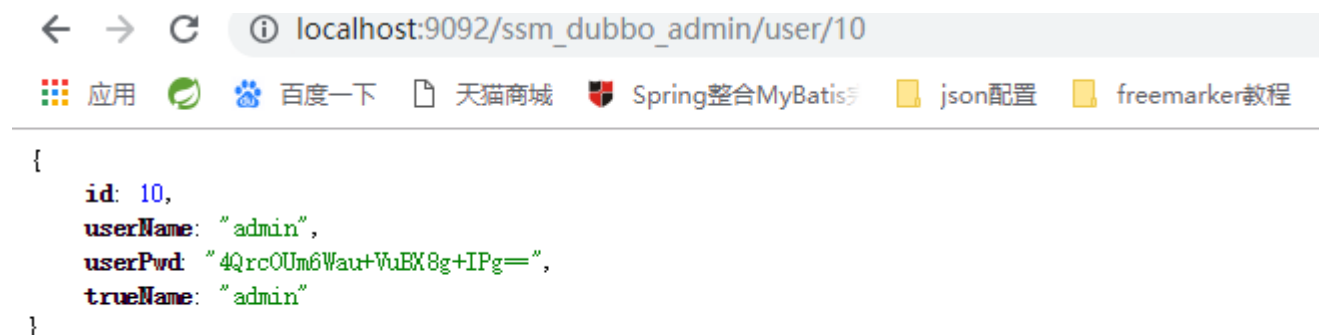 localhost:9092/ssm_dubbo_admin/user/10
应用 百度一下 天猫商城 Spring整合MyBatis json配置 freemarker教程
{
id: 10,
userName: "admin",
userPwd: "4QrcOUm6Wau+VuBX8g+IPg==",
trueName: "admin"
}